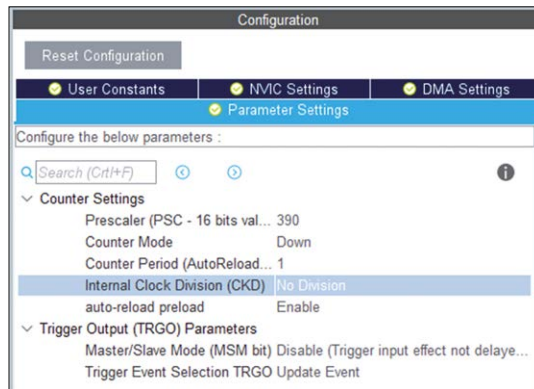 Configuration
Reset Configuration
User Constants NVIC Settings DMA Settings
Parameter Settings
Configure the below parameters :
Search (Crtl+F)
Counter Settings
Prescaler (PSC - 16 bits val... 390
Counter Mode Down
Counter Period (AutoReload... 1
Internal Clock Division (CKD) No Division
auto-reload preload Enable
Trigger Output (TRGO) Parameters
Master/Slave Mode (MSM bit) Disable (Trigger input effect not delaye...
Trigger Event Selection TRGO Update Event